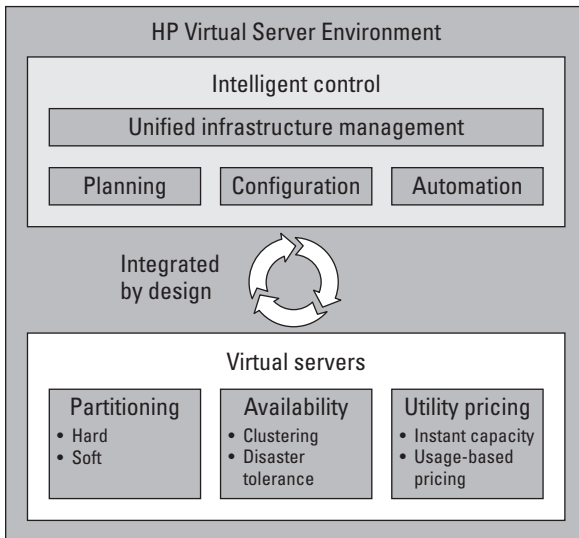 HP Virtual Server Environment
Intelligent control
Unified infrastructure management
Planning
Configuration
Automation
Integrated
by design
Virtual servers
Partitioning
• Hard
• Soft
Availability
• Clustering
• Disaster
tolerance
Utility pricing
• Instant capacity
• Usage-based
pricing